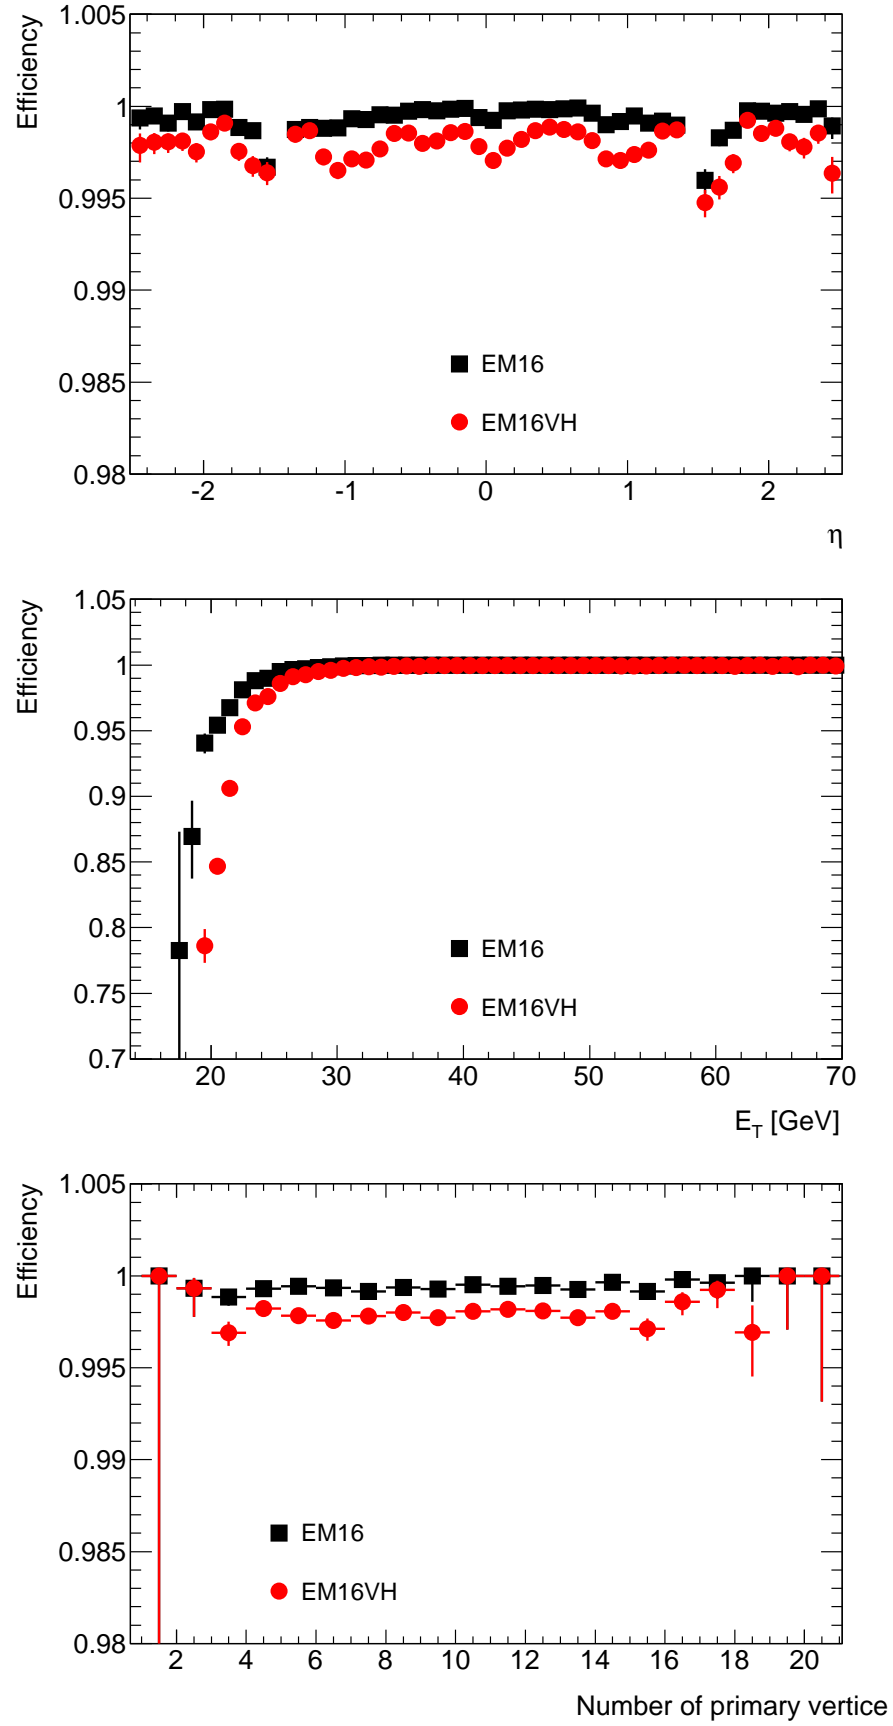 Efficiency
1.005
1
0.995
0.99
0.985
0.98
EM16
EM16VH
-2 -1 0 1 2
η
Efficiency
1.05
1
0.95
0.9
0.85
0.8
0.75
0.7
EM16
EM16VH
20 30 40 50 60 70
E_T [GeV]
Efficiency
1.005
1
0.995
0.99
0.985
0.98
EM16
EM16VH
2 4 6 8 10 12 14 16 18 20
Number of primary vertice